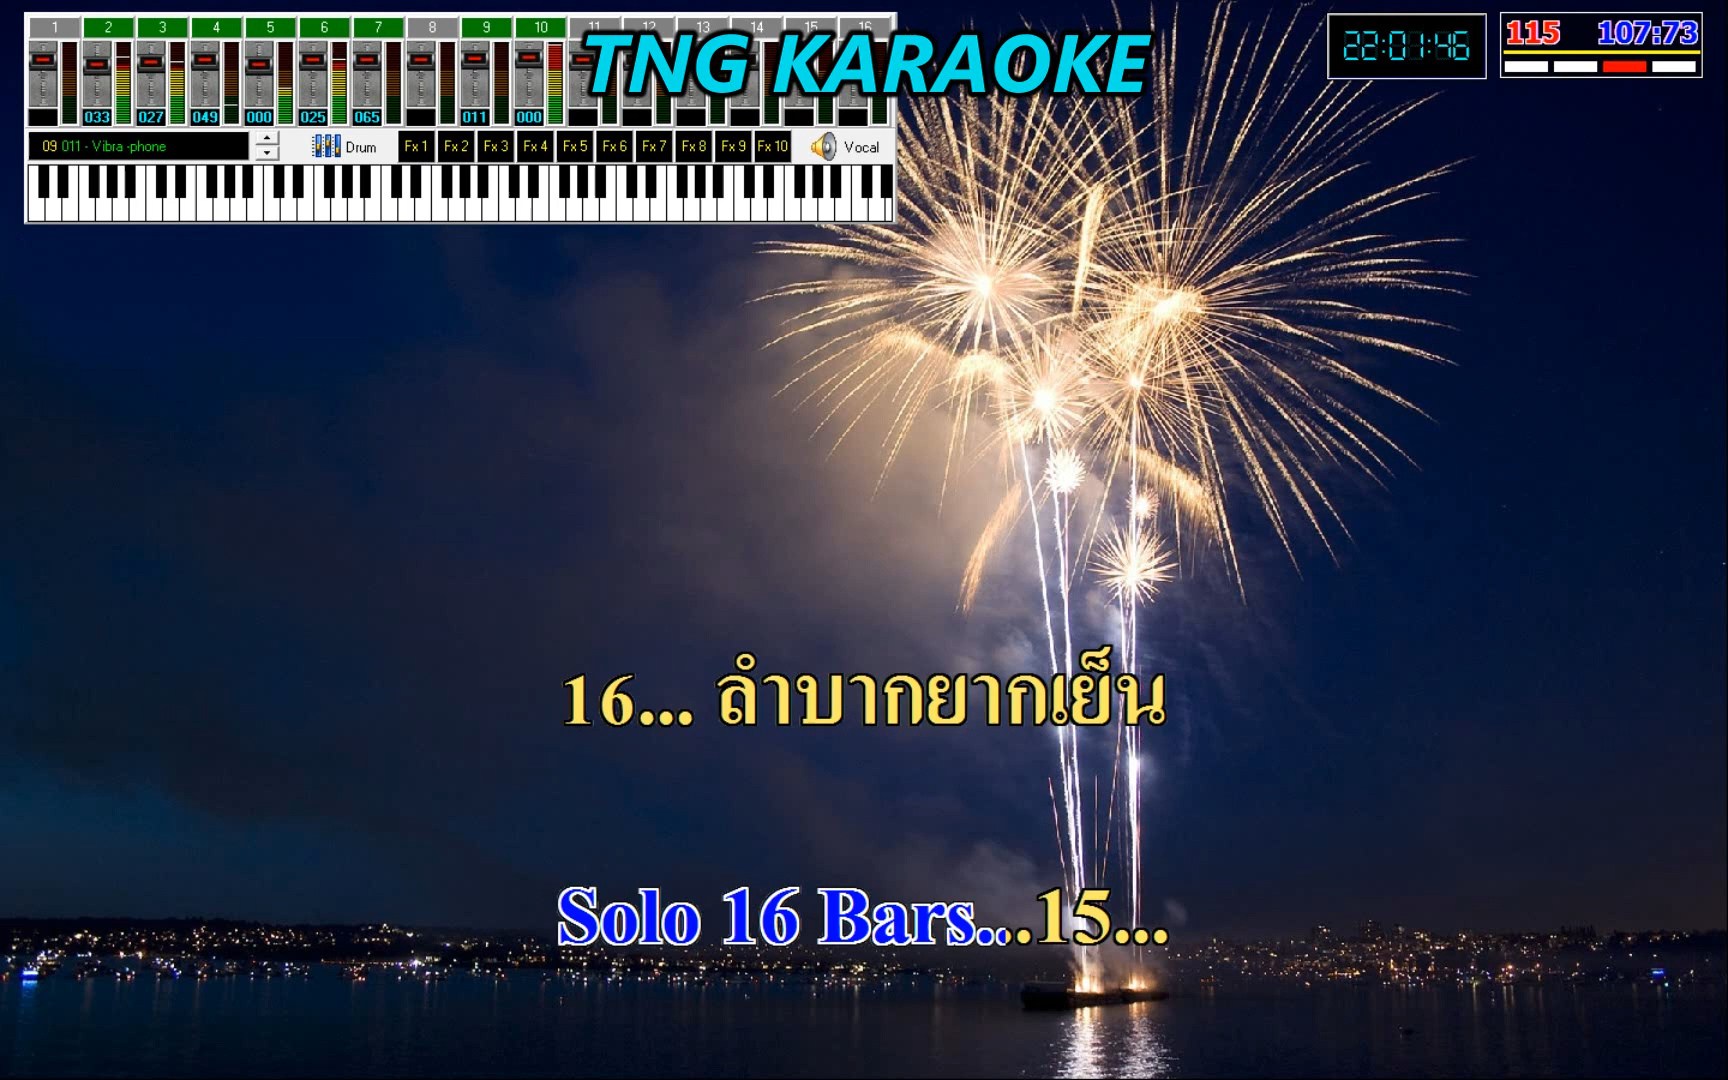 1 2 3 4 5 6 7 8 9 10 11 12 13 14 15 16
TNG KARAOKE
22:01:46
115 107:73
033 027 049 000 025 065 011 000
09 011 - Vibra -phone
Drum
Fx 1 Fx 2 Fx 3 Fx 4 Fx 5 Fx 6 Fx 7 Fx 8 Fx 9 Fx 10
Vocal
16... ลำบากยากเย็น
Solo 16 Bars...15...